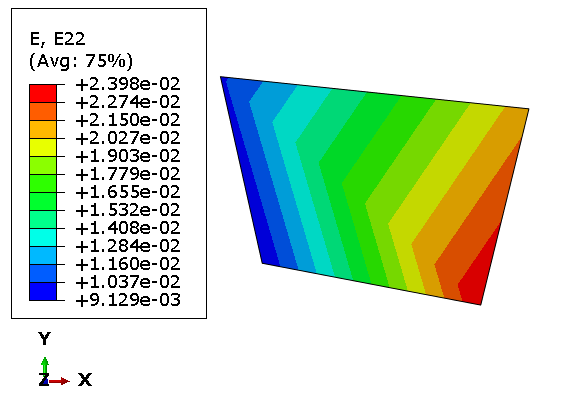 E, E22
(Avg: 75%)
+2.398e-02
+2.274e-02
+2.150e-02
+2.027e-02
+1.903e-02
+1.779e-02
+1.655e-02
+1.532e-02
+1.408e-02
+1.284e-02
+1.160e-02
+1.037e-02
+9.129e-03
Y
Z X